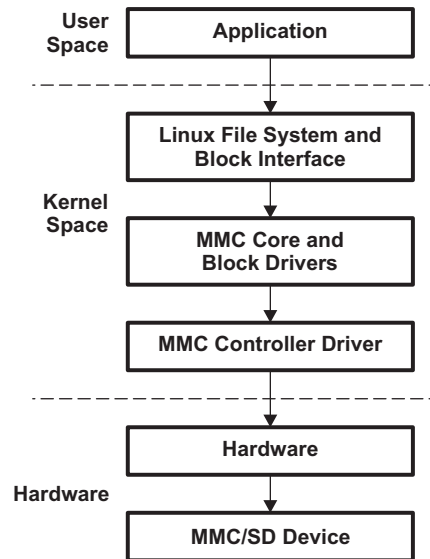 User
Space
Application
Linux File System and
Block Interface
Kernel
Space
MMC Core and
Block Drivers
MMC Controller Driver
Hardware
Hardware
MMC/SD Device